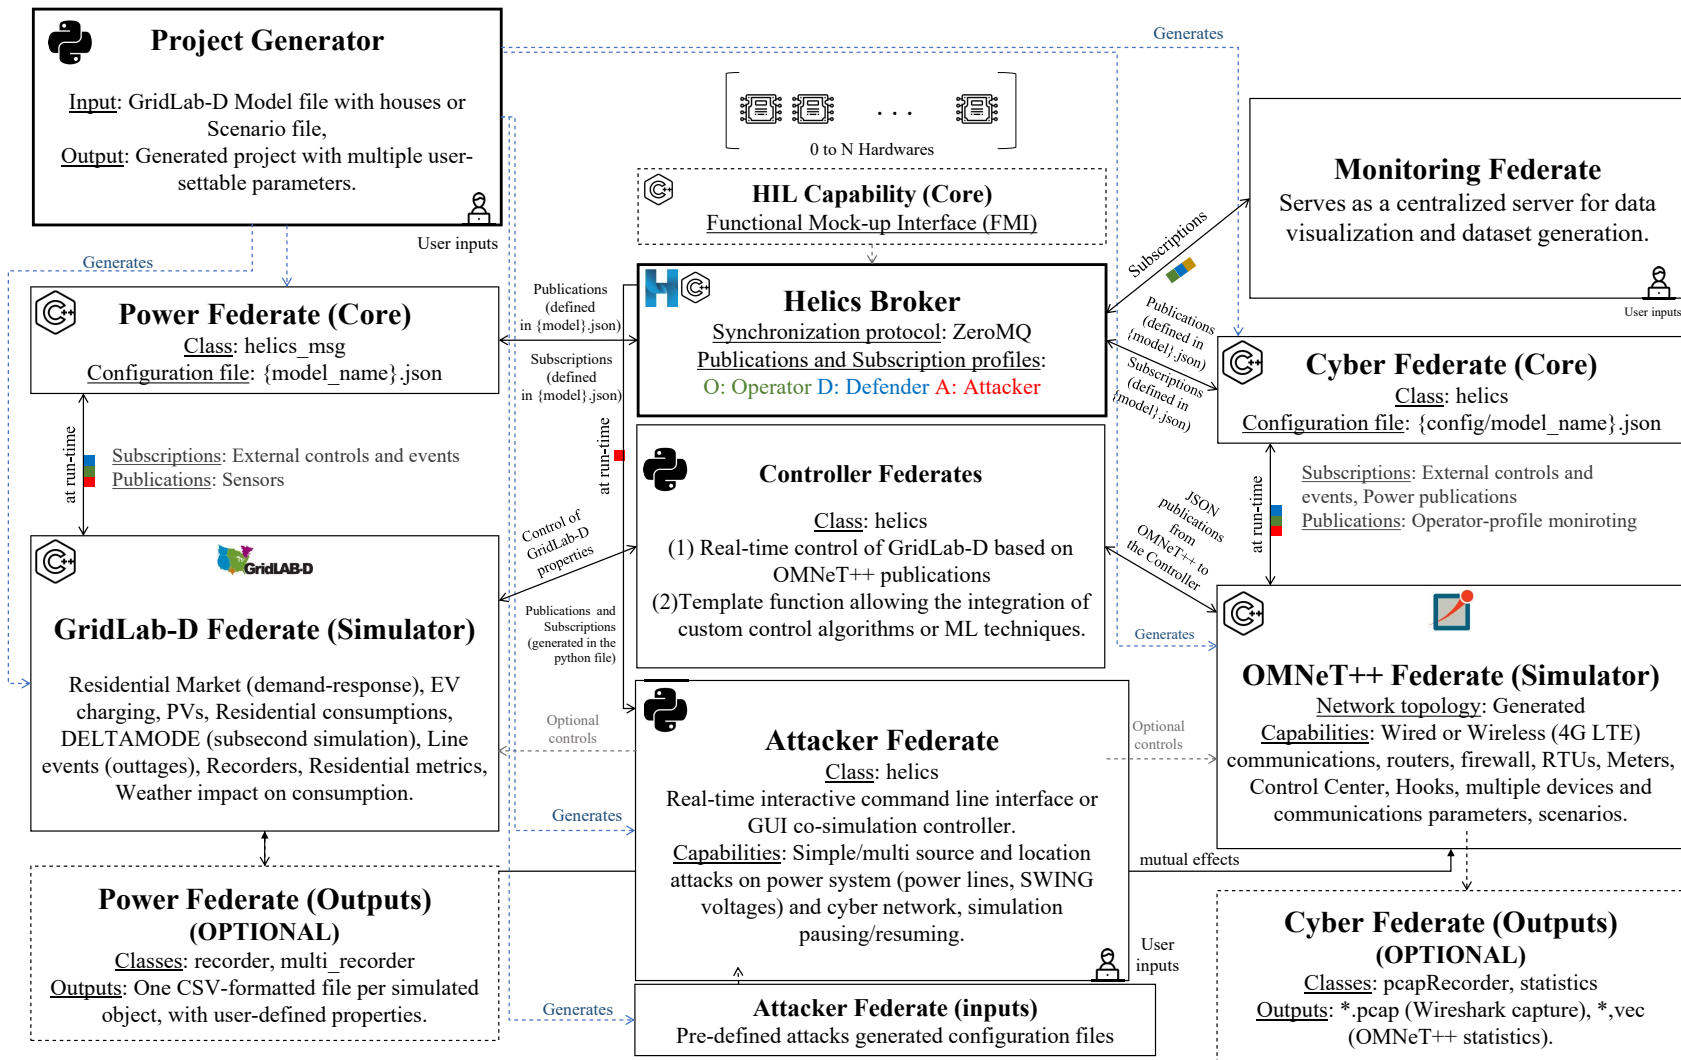 Project Generator
Input: GridLab-D Model file with houses or
Scenario file,
Output: Generated project with multiple user-
settable parameters.
User inputs
Generates
Generates
0 to N Hardwares
HIL Capability (Core)
Functional Mock-up Interface (FMI)
Monitoring Federate
Serves as a centralized server for data
visualization and dataset generation.
User inputs
Subscriptions
Power Federate (Core)
Class: helics_msg
Configuration file: {model_name}.json
Publications
(defined
in {model}.json)
Subscriptions
(defined
in {model}.json)
H
Helics Broker
Synchronization protocol: ZeroMQ
Publications and Subscription profiles:
O: Operator D: Defender A: Attacker
Publications
(defined in
{model}.json)
Subscriptions
(defined in
{model}.json)
Cyber Federate (Core)
Class: helics
Configuration file: {config/model_name}.json
at run-time
Subscriptions: External controls and events
Publications: Sensors
at run-time
Controller Federates
Class: helics
(1) Real-time control of GridLab-D based on
OMNeT++ publications
(2)Template function allowing the integration of
custom control algorithms or ML techniques.
Control of
GridLab-D
properties
JSON
publications
from
OMNeT++ to
the Controller
at run-time
Subscriptions: External controls and
events, Power publications
Publications: Operator-profile moniroting
GridLAB-D
GridLab-D Federate (Simulator)
Residential Market (demand-response), EV
charging, PVs, Residential consumptions,
DELTAMODE (subsecond simulation), Line
events (outtages), Recorders, Residential metrics,
Weather impact on consumption.
Publications and
Subscriptions
(generated in the
python file)
Generates
Optional
controls
Attacker Federate
Class: helics
Real-time interactive command line interface or
GUI co-simulation controller.
Capabilities: Simple/multi source and location
attacks on power system (power lines, SWING
voltages) and cyber network, simulation
pausing/resuming.
User
inputs
Generates
Optional
controls
OMNeT++ Federate (Simulator)
Network topology: Generated
Capabilities: Wired or Wireless (4G LTE)
communications, routers, firewall, RTUs, Meters,
Control Center, Hooks, multiple devices and
communications parameters, scenarios.
mutual effects
Power Federate (Outputs)
(OPTIONAL)
Classes: recorder, multi_recorder
Outputs: One CSV-formatted file per simulated
object, with user-defined properties.
Generates
Attacker Federate (inputs)
Pre-defined attacks generated configuration files
Cyber Federate (Outputs)
(OPTIONAL)
Classes: pcapRecorder, statistics
Outputs: *.pcap (Wireshark capture), *,vec
(OMNeT++ statistics).
C++
C++
C++
C++
C++
C++